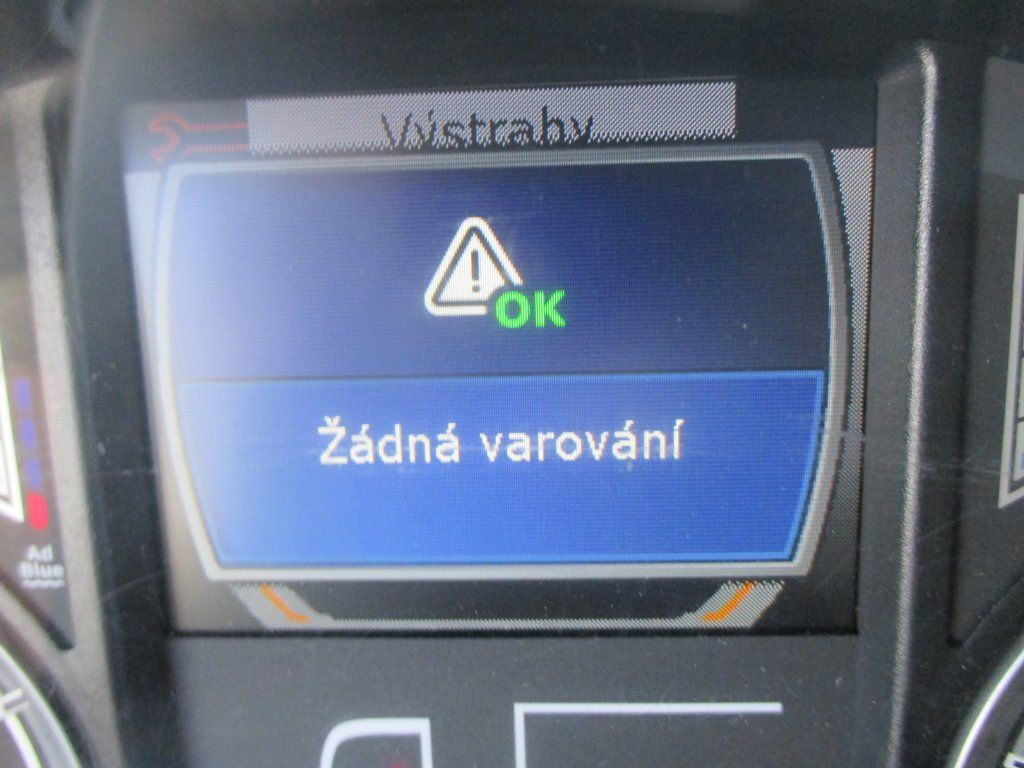 Výstrahy
OK
Žádná varování
Ad
Blue